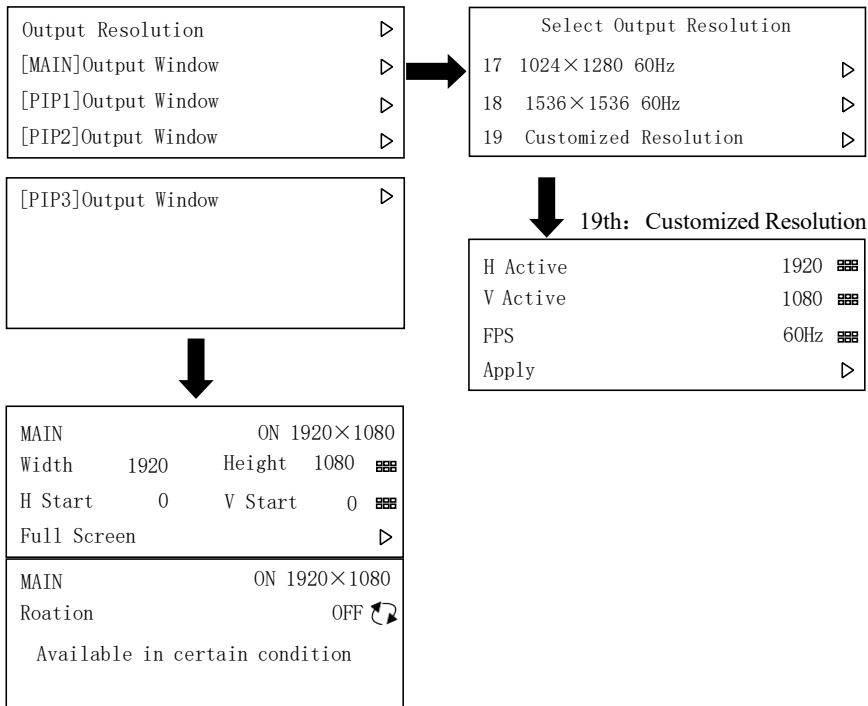 Output Resolution
[MAIN]Output Window
[PIP1]Output Window
[PIP2]Output Window
[PIP3]Output Window
Select Output Resolution
17 1024×1280 60Hz
18 1536×1536 60Hz
19 Customized Resolution
19th: Customized Resolution
H Active 1920
V Active 1080
FPS 60Hz
Apply
MAIN ON 1920×1080
Width 1920 Height 1080
H Start 0 V Start 0
Full Screen
MAIN ON 1920×1080
Roation OFF
Available in certain condition